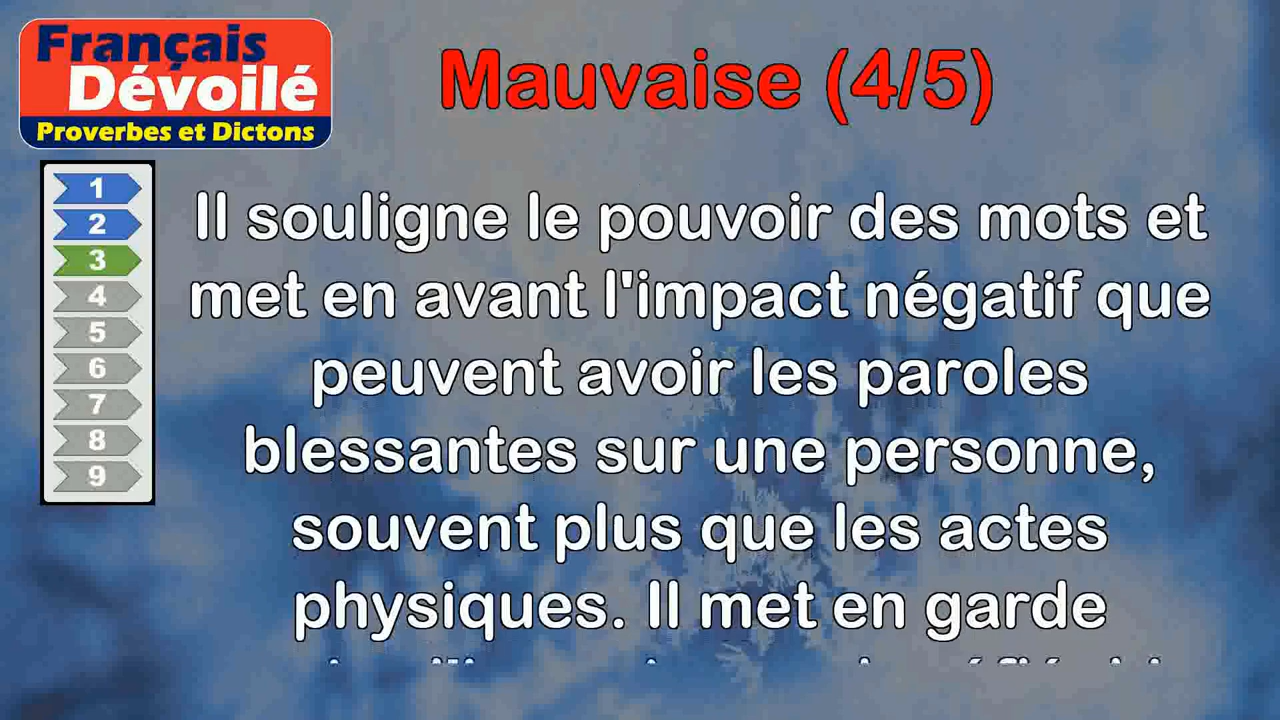 Français
Dévoilé
Proverbes et Dictons
Mauvaise (4/5)
1
2
3
4
5
6
7
8
9
Il souligne le pouvoir des mots et
met en avant l'impact négatif que
peuvent avoir les paroles
blessantes sur une personne,
souvent plus que les actes
physiques. Il met en garde